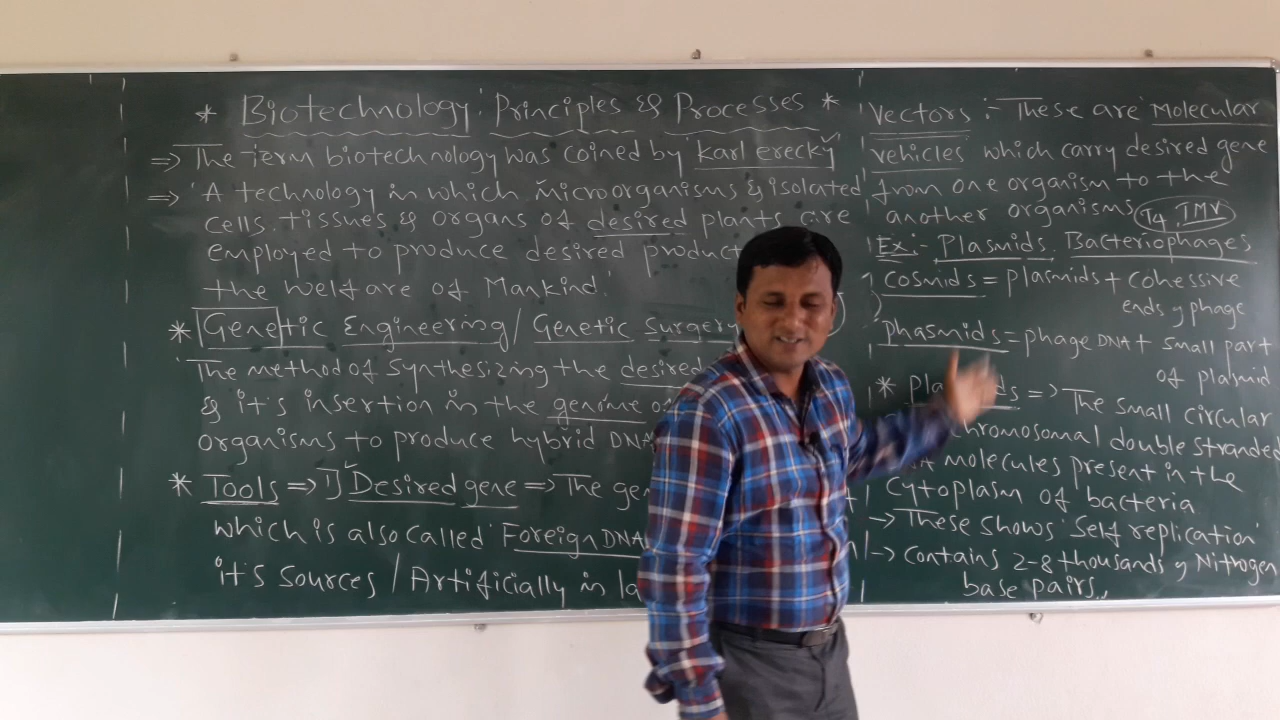 * Biotechnology: Principles & Processes *
⇒ The term biotechnology was coined by 'Karl erecky'
⇒ 'A technology in which microorganisms & isolated
cells, tissues & organs of desired plants are
employed to produce desired product
the welfare of Mankind.'
* Genetic Engineering / Genetic Surgery
'The method of Synthesizing the desired
& it's insertion in the genome of
organisms to produce hybrid DNA
* Tools ⇒ 1) Desired gene ⇒ The gen
which is also called Foreign DNA
it's Sources / Artificially in la
Vectors :- These are Molecular
vehicles which carry desired gene
from one organism to the
another organisms T4, TMV
Ex:- Plasmids, Bacteriophages
Cosmids = plasmids + cohessive
ends y phage
phasmids = phage DNA + small part
of plasmid
* ⇒ The small circular
chromosomal double stranded
molecules present in the
Cytoplasm of bacteria
→ These shows 'Self replication'
→ contains 2-8 thousands y Nitrogen
base pairs.,